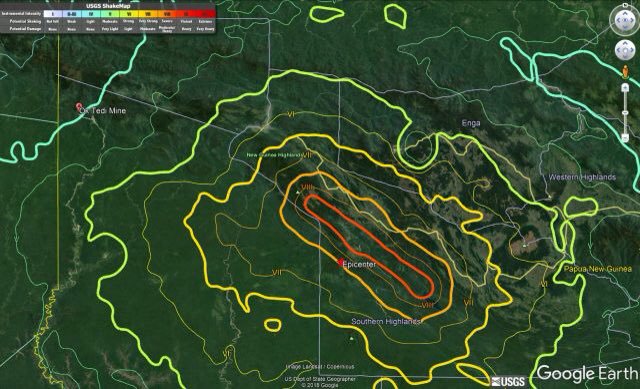 USGS ShakeMap
Instrumental Intensity I II-III IV V VI VII VIII IX X+
Potential Shaking Not felt Weak Light Moderate Strong Very Strong Severe Violent Extreme
Potential Damage None None None Very Light Light Moderate Moderate/Heavy Heavy Very Heavy
Ok Tedi Mine
VI
Enga
New Guinea Highlands
VII
Western Highlands
VIII
Epicenter
VII
Papua New Guinea
VI
VIII
VII
Southern Highlands
Image Landsat / Copernicus
US Dept of State Geographer
© 2018 Google
USGS
Google Earth